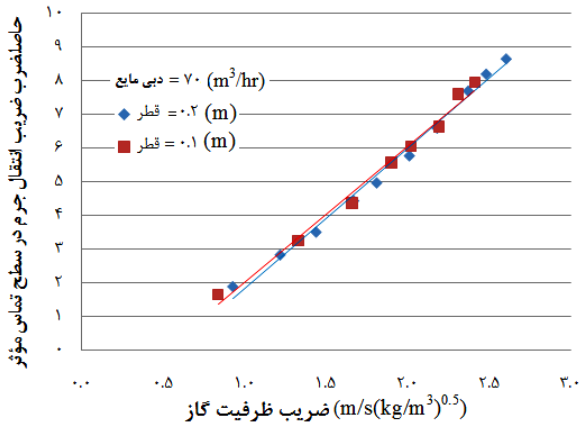 حاصلضرب ضریب انتقال جرم در سطح تماس مؤثر
۱۰
۹
۸
۷
۶
۵
۴
۳
۲
۱
۰
دبی مایع = ۷۰ (m³/hr)
قطر = ۰.۲ (m)
قطر = ۰.۱ (m)
۰.۰ ۱.۰ ۱.۵ ۲.۰ ۲.۵ ۳.۰
ضریب ظرفیت گاز (m/s(kg/m³)^0.5)